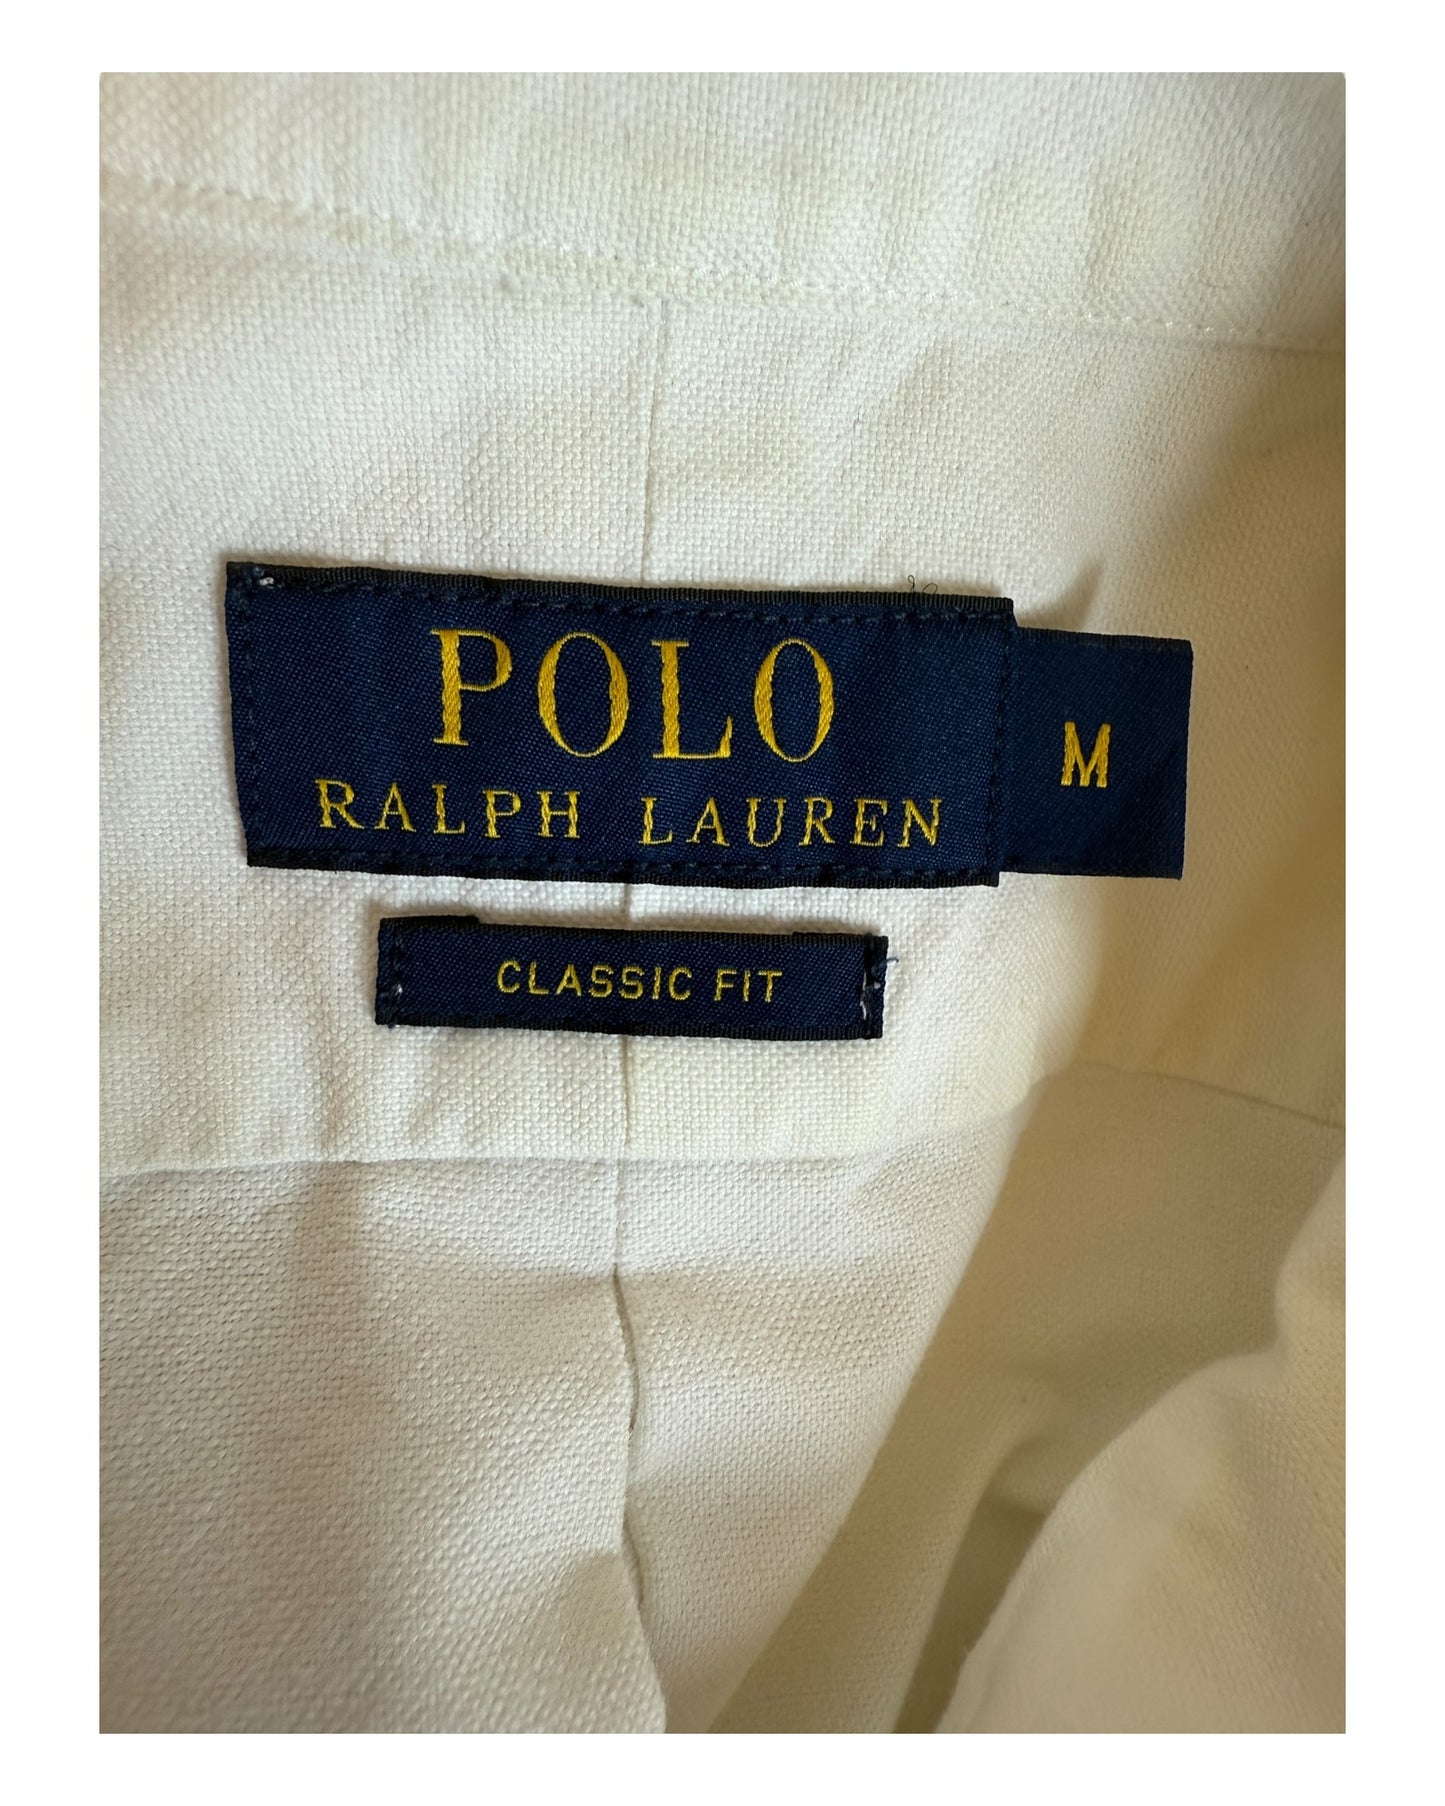 POLO
RALPH LAUREN
M
CLASSIC FIT